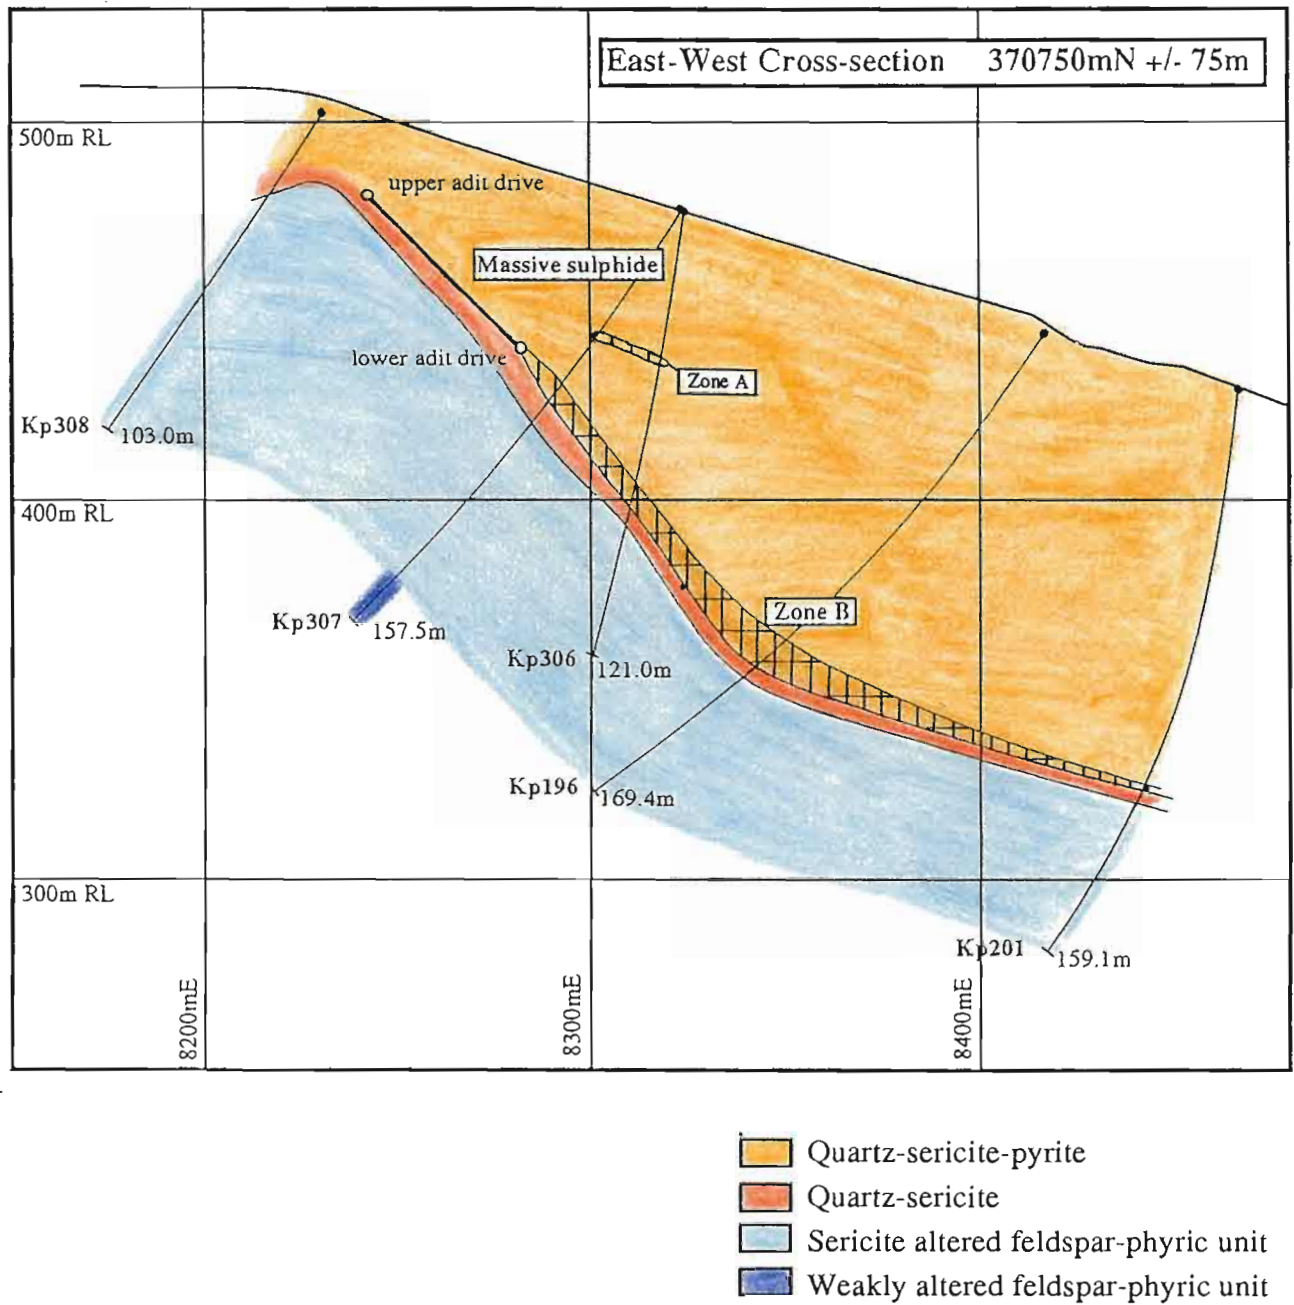 East-West Cross-section 370750mN +/- 75m
500m RL
upper adit drive
Massive sulphide
lower adit drive
Zone A
Kp308
103.0m
400m RL
Zone B
Kp307
157.5m
Kp306
121.0m
Kp196
169.4m
300m RL
Kp201
159.1m
8200mE
8300mE
8400mE
Quartz-sericite-pyrite
Quartz-sericite
Sericite altered feldspar-phyric unit
Weakly altered feldspar-phyric unit